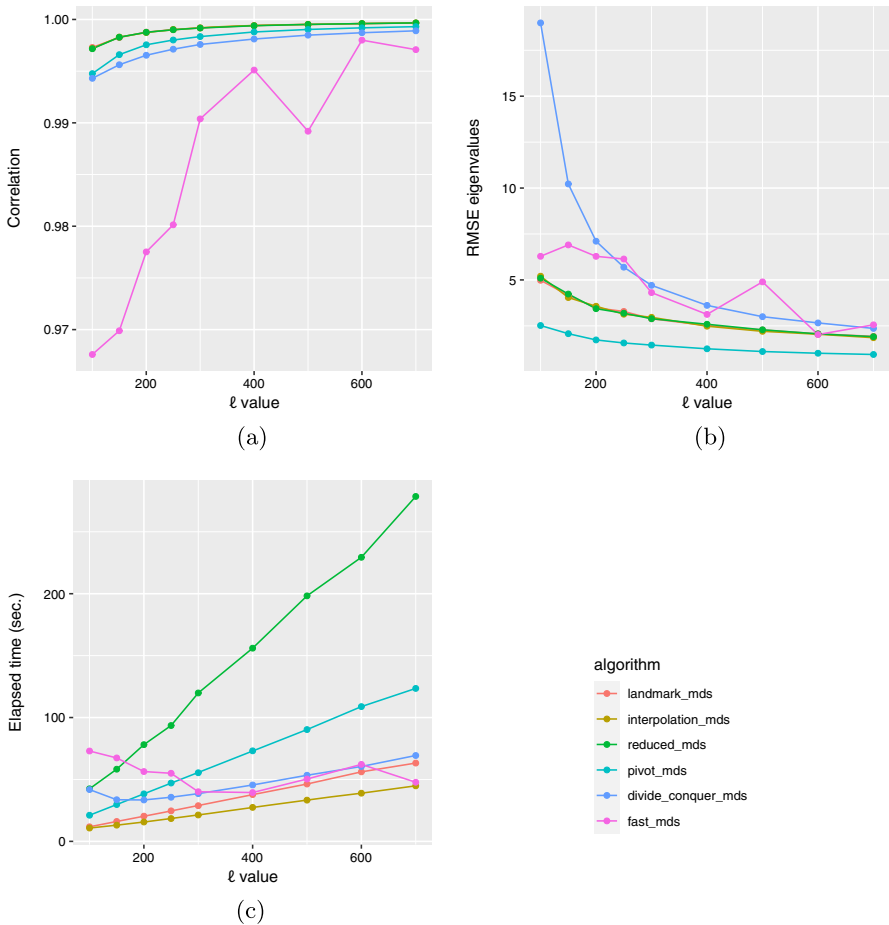 1.00
0.99
0.98
0.97
Correlation
200
400
600
ℓ value
(a)
15
10
5
RMSE eigenvalues
200
400
600
ℓ value
(b)
200
100
0
Elapsed time (sec.)
200
400
600
ℓ value
(c)
algorithm
landmark_mds
interpolation_mds
reduced_mds
pivot_mds
divide_conquer_mds
fast_mds